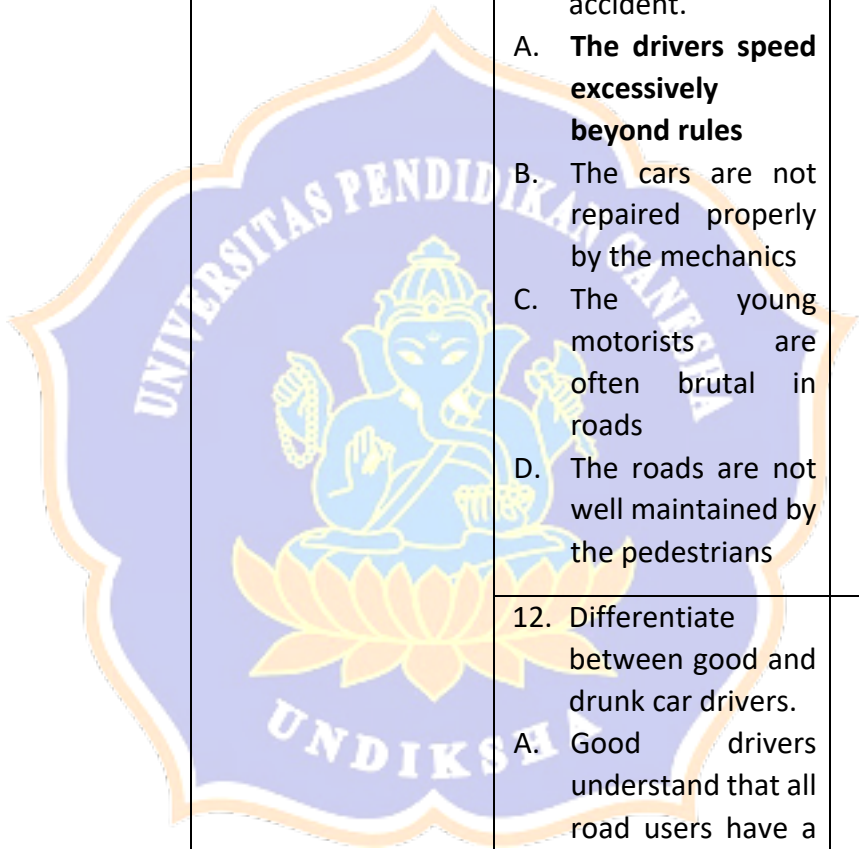 accident.
A. The drivers speed
excessively
beyond rules
B. The cars are not
repaired properly
by the mechanics
C. The young
motorists are
often brutal in
roads
D. The roads are not
well maintained by
the pedestrians
12. Differentiate
between good and
drunk car drivers.
A. Good drivers
understand that all
road users have a
UNIVERSITAS PENDIDIKAN GANESHA
UNDIKSHA